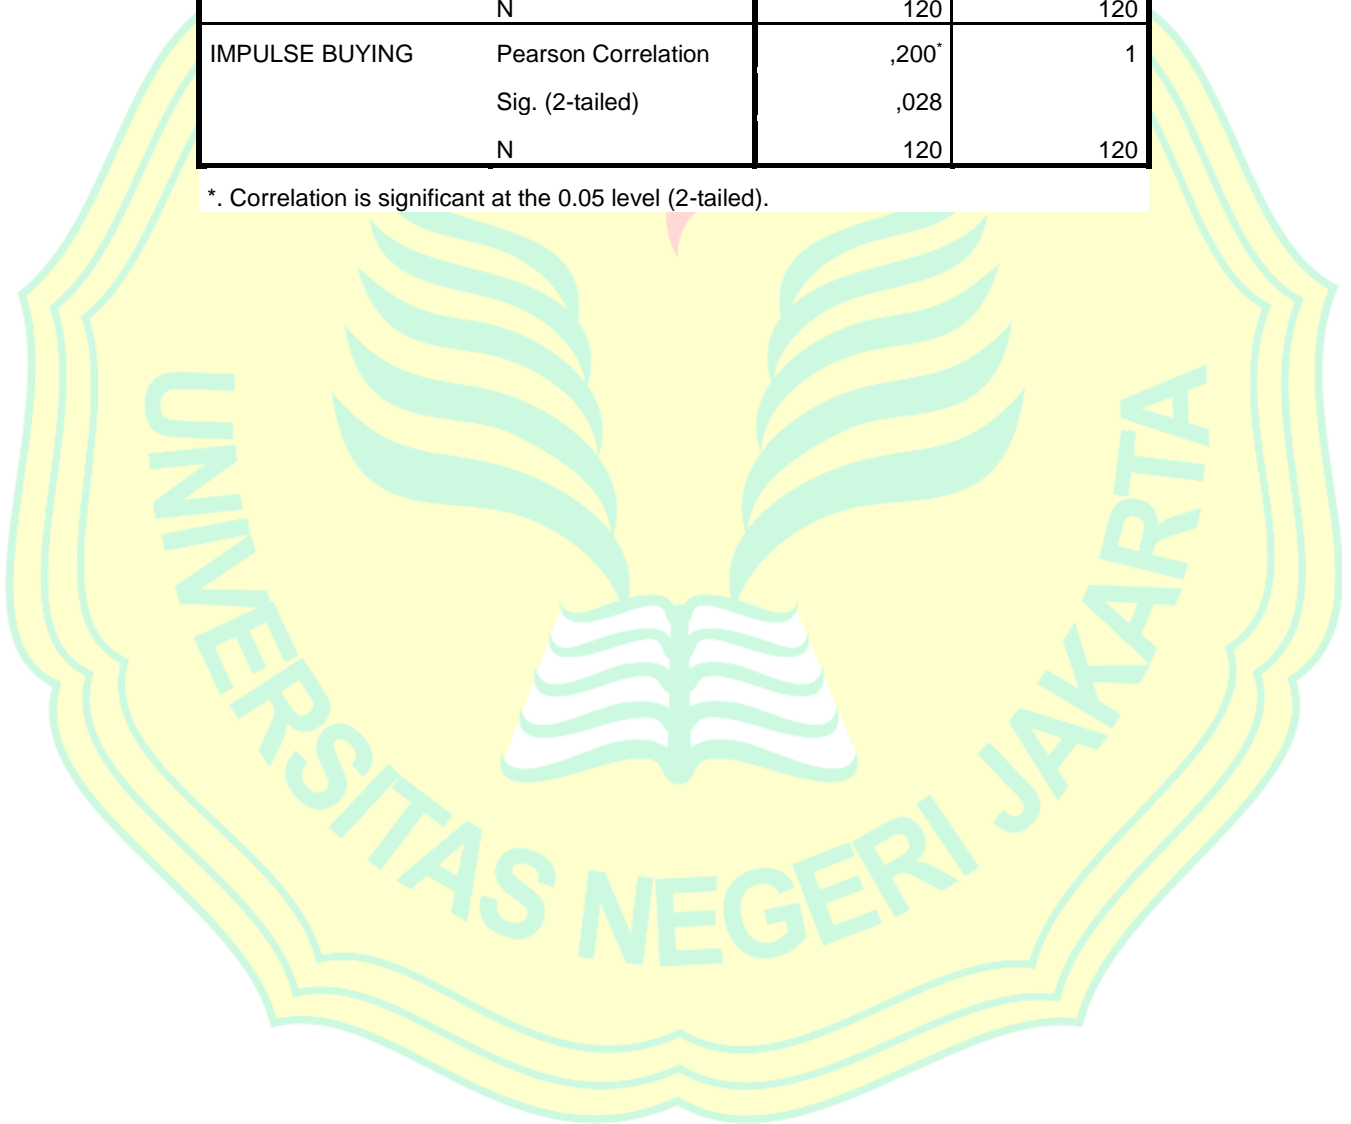 N 120 120
IMPULSE BUYING Pearson Correlation ,200* 1
Sig. (2-tailed) ,028
N 120 120
*. Correlation is significant at the 0.05 level (2-tailed).
UNIVERSITAS NEGERI JAKARTA